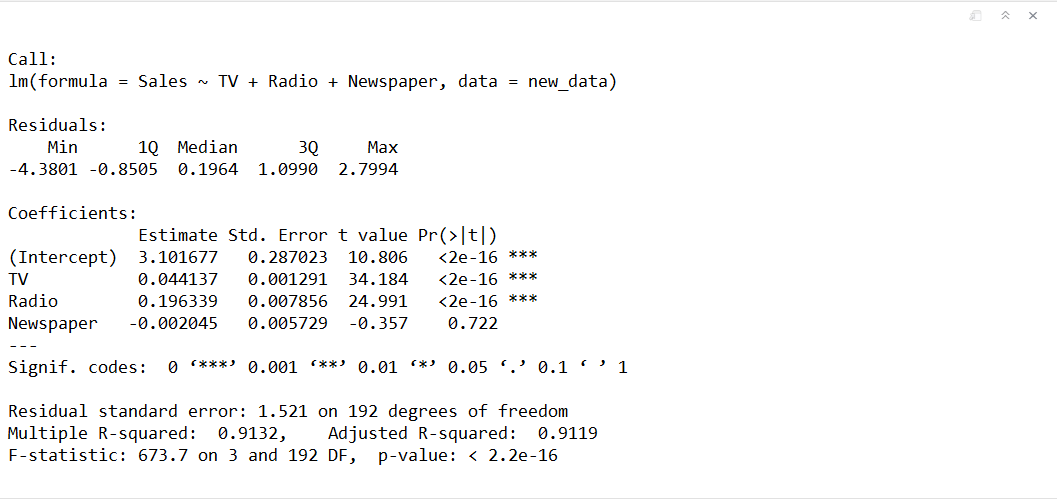 Call:
lm(formula = Sales ~ TV + Radio + Newspaper, data = new_data)
Residuals:
    Min      1Q  Median      3Q     Max
-4.3801 -0.8505  0.1964  1.0990  2.7994
Coefficients:
             Estimate Std. Error t value Pr(>|t|)
(Intercept)  3.101677   0.287023  10.806   <2e-16 ***
TV           0.044137   0.001291  34.184   <2e-16 ***
Radio        0.196339   0.007856  24.991   <2e-16 ***
Newspaper   -0.002045   0.005729  -0.357    0.722
---
Signif. codes:  0 ‘***’ 0.001 ‘**’ 0.01 ‘*’ 0.05 ‘.’ 0.1 ‘ ’ 1
Residual standard error: 1.521 on 192 degrees of freedom
Multiple R-squared:  0.9132,    Adjusted R-squared:  0.9119
F-statistic: 673.7 on 3 and 192 DF,  p-value: < 2.2e-16